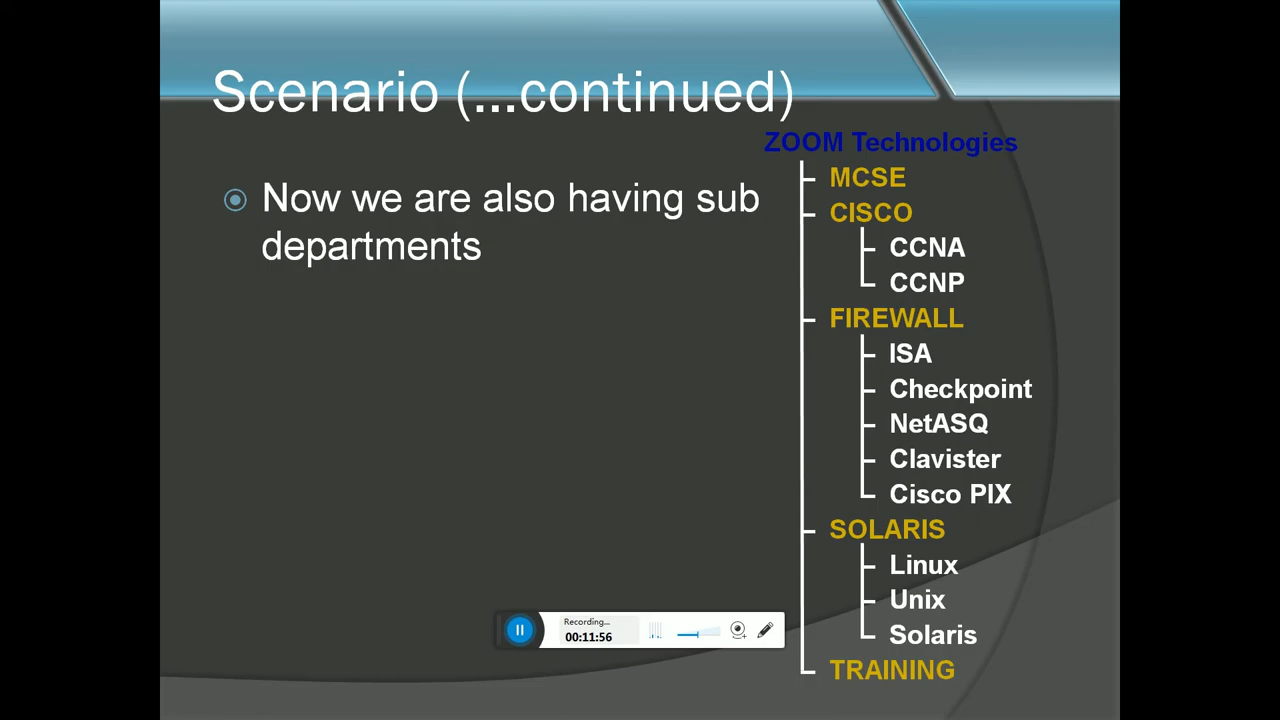 Scenario (...continued)
ZOOM Technologies
Now we are also having sub
departments
MCSE
CISCO
CCNA
CCNP
FIREWALL
ISA
Checkpoint
NetASQ
Clavister
Cisco PIX
SOLARIS
Linux
Unix
Solaris
TRAINING
Recording...
00:11:56